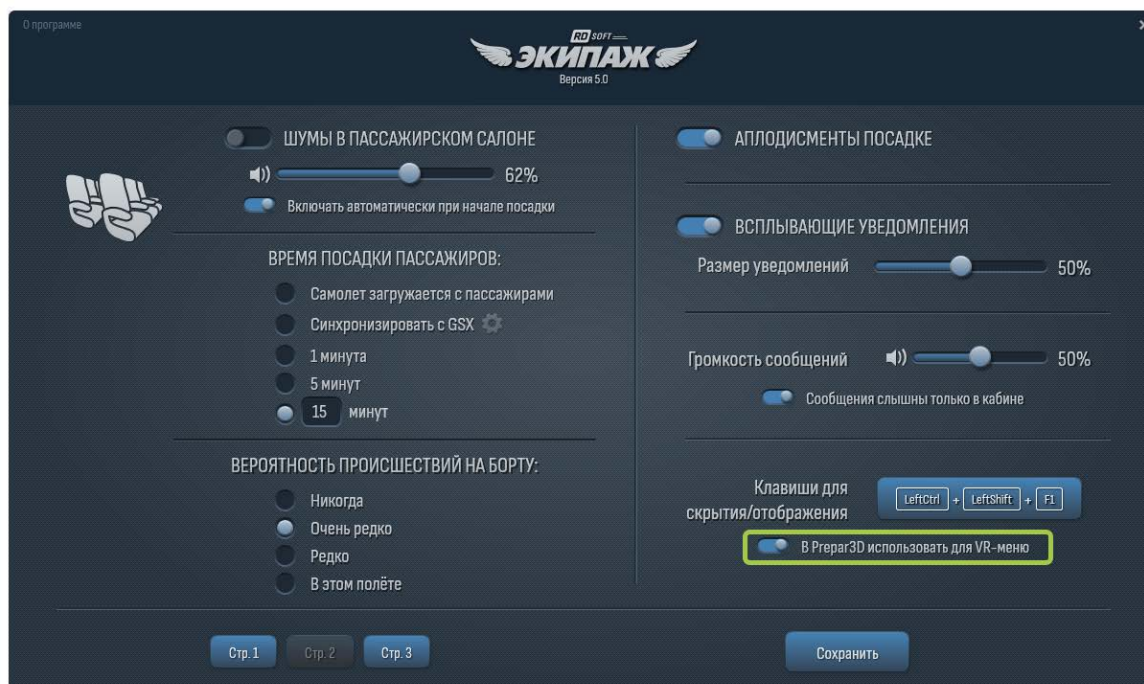 О программе
RD SOFT
ЭКИПАЖ
Версия 5.0
ШУМЫ В ПАССАЖИРСКОМ САЛОНЕ
62%
Включать автоматически при начале посадки
ВРЕМЯ ПОСАДКИ ПАССАЖИРОВ:
Самолет загружается с пассажирами
Синхронизировать с GSX
1 минута
5 минут
15 минут
ВЕРОЯТНОСТЬ ПРОИСШЕСТВИЙ НА БОРТУ:
Никогда
Очень редко
Редко
В этом полёте
АПЛОДИСМЕНТЫ ПОСАДКЕ
ВСПЛЫВАЮЩИЕ УВЕДОМЛЕНИЯ
Размер уведомлений 50%
Громкость сообщений 50%
Сообщения слышны только в кабине
Клавиши для
скрытия/отображения
LeftCtrl + LeftShift + F1
В Prepar3D использовать для VR-меню
Стр. 1 Стр. 2 Стр. 3
Сохранить